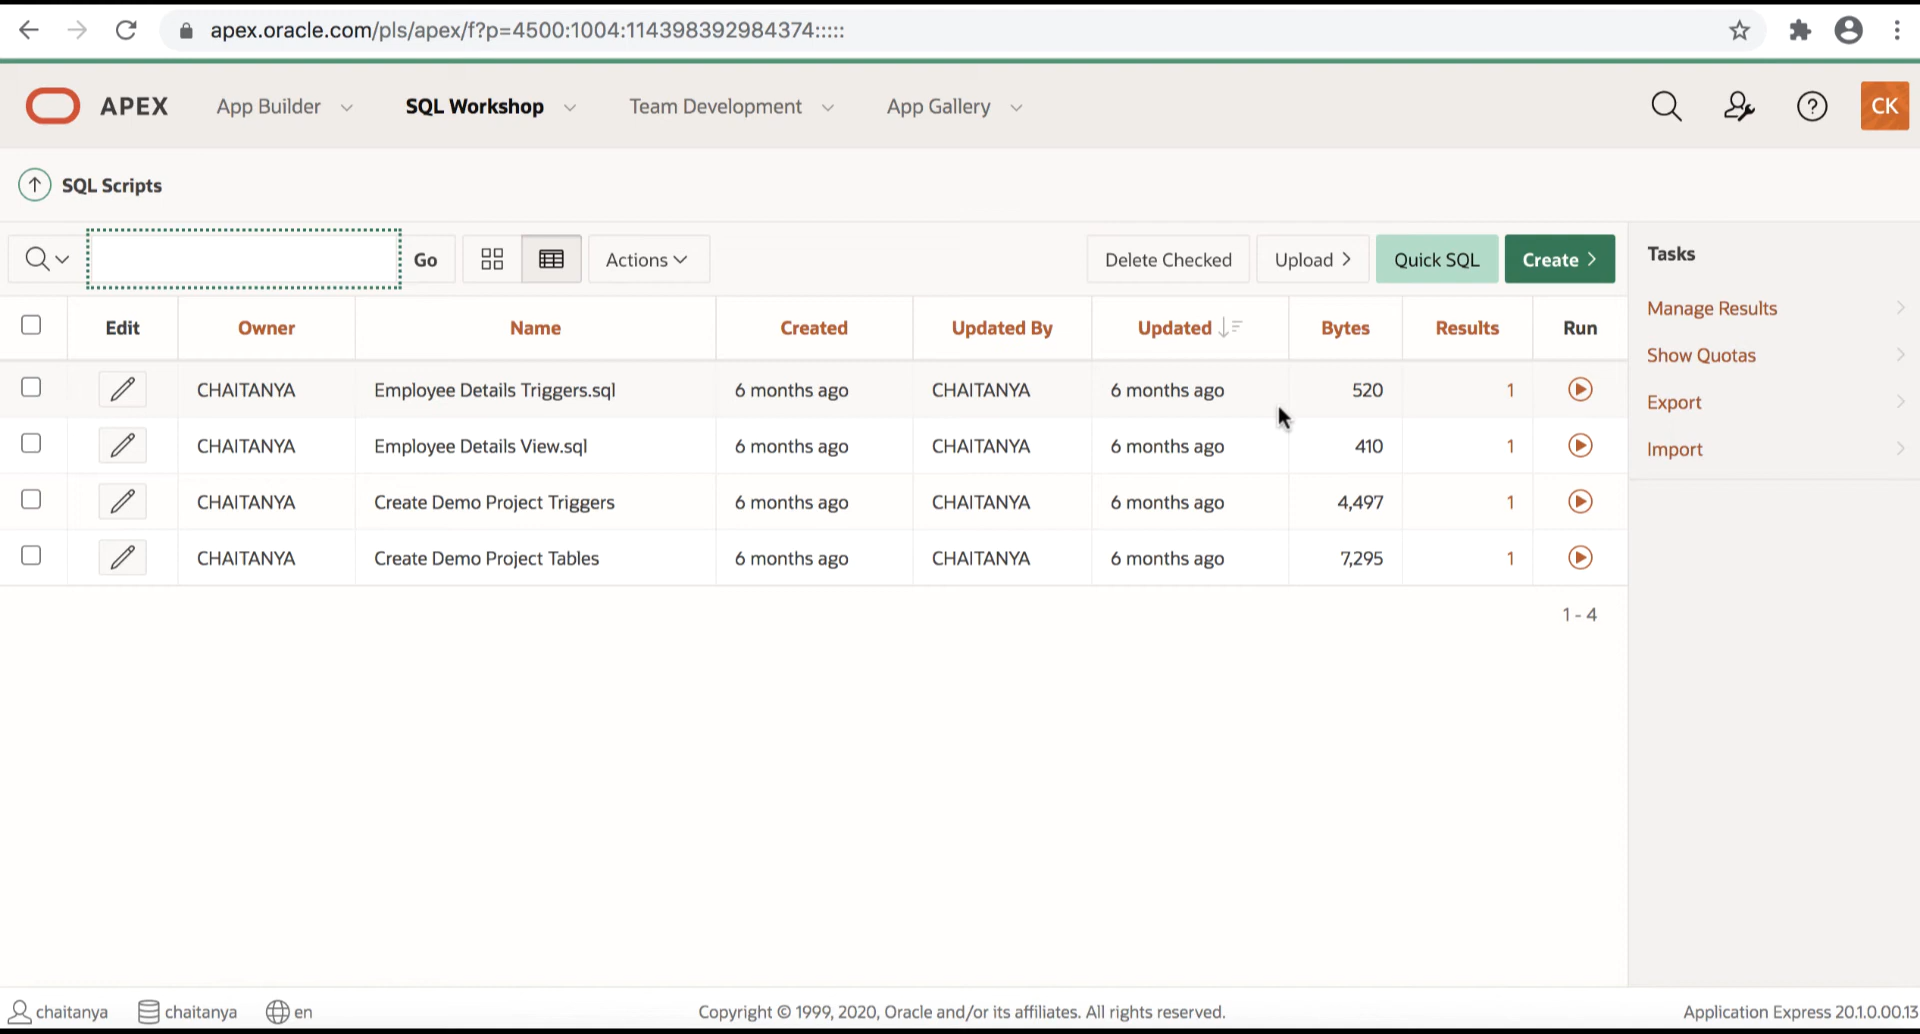 apex.oracle.com/pls/apex/f?p=4500:1004:114398392984374:::::
APEX App Builder SQL Workshop Team Development App Gallery CK
SQL Scripts
Go Actions Delete Checked Upload Quick SQL Create
Edit Owner Name Created Updated By Updated Bytes Results Run
CHAITANYA Employee Details Triggers.sql 6 months ago CHAITANYA 6 months ago 520 1
CHAITANYA Employee Details View.sql 6 months ago CHAITANYA 6 months ago 410 1
CHAITANYA Create Demo Project Triggers 6 months ago CHAITANYA 6 months ago 4,497 1
CHAITANYA Create Demo Project Tables 6 months ago CHAITANYA 6 months ago 7,295 1
1 - 4
Tasks
Manage Results
Show Quotas
Export
Import
chaitanya chaitanya en Copyright © 1999, 2020, Oracle and/or its affiliates. All rights reserved. Application Express 20.1.0.00.13